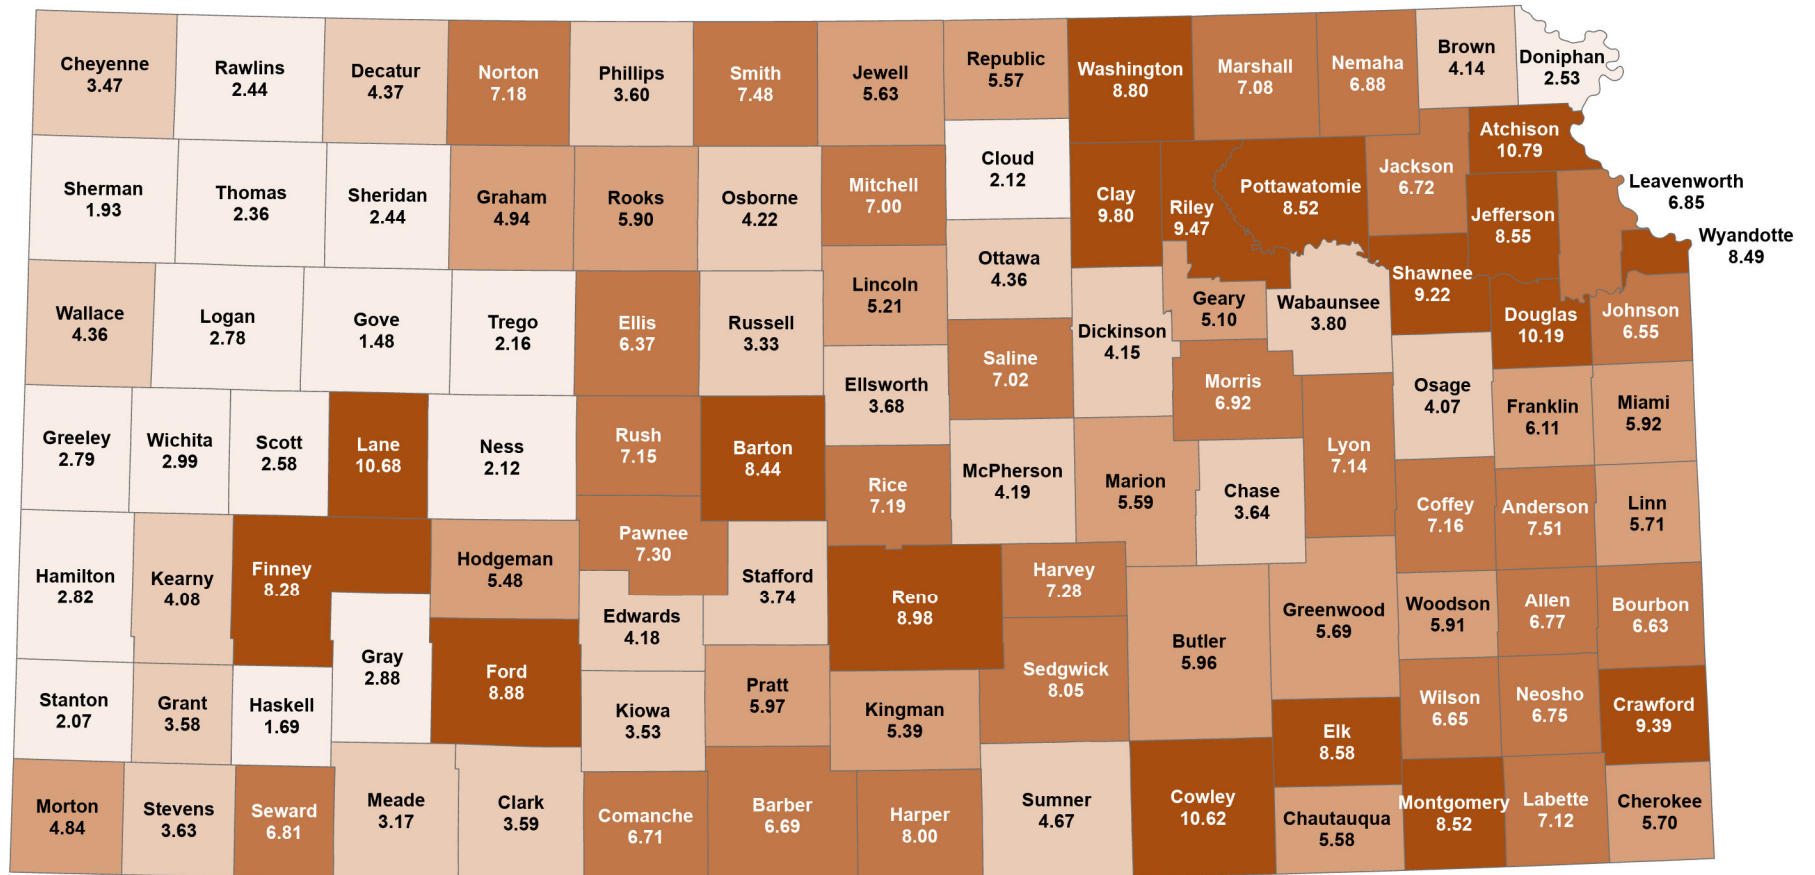 Cheyenne
3.47
Rawlins
2.44
Decatur
4.37
Norton
7.18
Phillips
3.60
Smith
7.48
Jewell
5.63
Republic
5.57
Washington
8.80
Marshall
7.08
Nemaha
6.88
Brown
4.14
Doniphan
2.53
Atchison
10.79
Sherman
1.93
Thomas
2.36
Sheridan
2.44
Graham
4.94
Rooks
5.90
Osborne
4.22
Mitchell
7.00
Cloud
2.12
Clay
9.80
Riley
9.47
Pottawatomie
8.52
Jackson
6.72
Jefferson
8.55
Leavenworth
6.85
Wyandotte
8.49
Wallace
4.36
Logan
2.78
Gove
1.48
Trego
2.16
Ellis
6.37
Russell
3.33
Lincoln
5.21
Ottawa
4.36
Saline
7.02
Dickinson
4.15
Geary
5.10
Wabaunsee
3.80
Shawnee
9.22
Douglas
10.19
Johnson
6.55
Greeley
2.79
Wichita
2.99
Scott
2.58
Lane
10.68
Ness
2.12
Rush
7.15
Barton
8.44
Ellsworth
3.68
Rice
7.19
McPherson
4.19
Marion
5.59
Morris
6.92
Chase
3.64
Lyon
7.14
Osage
4.07
Franklin
6.11
Miami
5.92
Coffey
7.16
Anderson
7.51
Linn
5.71
Hamilton
2.82
Kearny
4.08
Finney
8.28
Hodgeman
5.48
Pawnee
7.30
Edwards
4.18
Stafford
3.74
Reno
8.98
Harvey
7.28
Sedgwick
8.05
Butler
5.96
Greenwood
5.69
Woodson
5.91
Allen
6.77
Bourbon
6.63
Stanton
2.07
Grant
3.58
Haskell
1.69
Gray
2.88
Ford
8.88
Kiowa
3.53
Pratt
5.97
Kingman
5.39
Elk
8.58
Wilson
6.65
Neosho
6.75
Crawford
9.39
Morton
4.84
Stevens
3.63
Seward
6.81
Meade
3.17
Clark
3.59
Comanche
6.71
Barber
6.69
Harper
8.00
Sumner
4.67
Cowley
10.62
Chautauqua
5.58
Montgomery
8.52
Labette
7.12
Cherokee
5.70